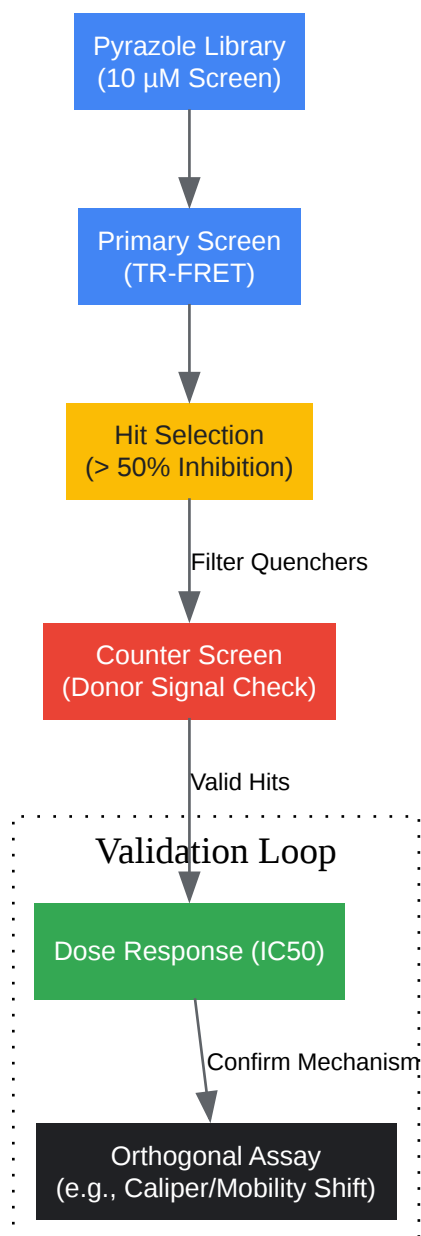 Pyrazole Library
(10 µM Screen)
Primary Screen
(TR-FRET)
Hit Selection
(> 50% Inhibition)
Filter Quenchers
Counter Screen
(Donor Signal Check)
Valid Hits
Validation Loop
Dose Response (IC50)
Confirm Mechanism
Orthogonal Assay
(e.g., Caliper/Mobility Shift)